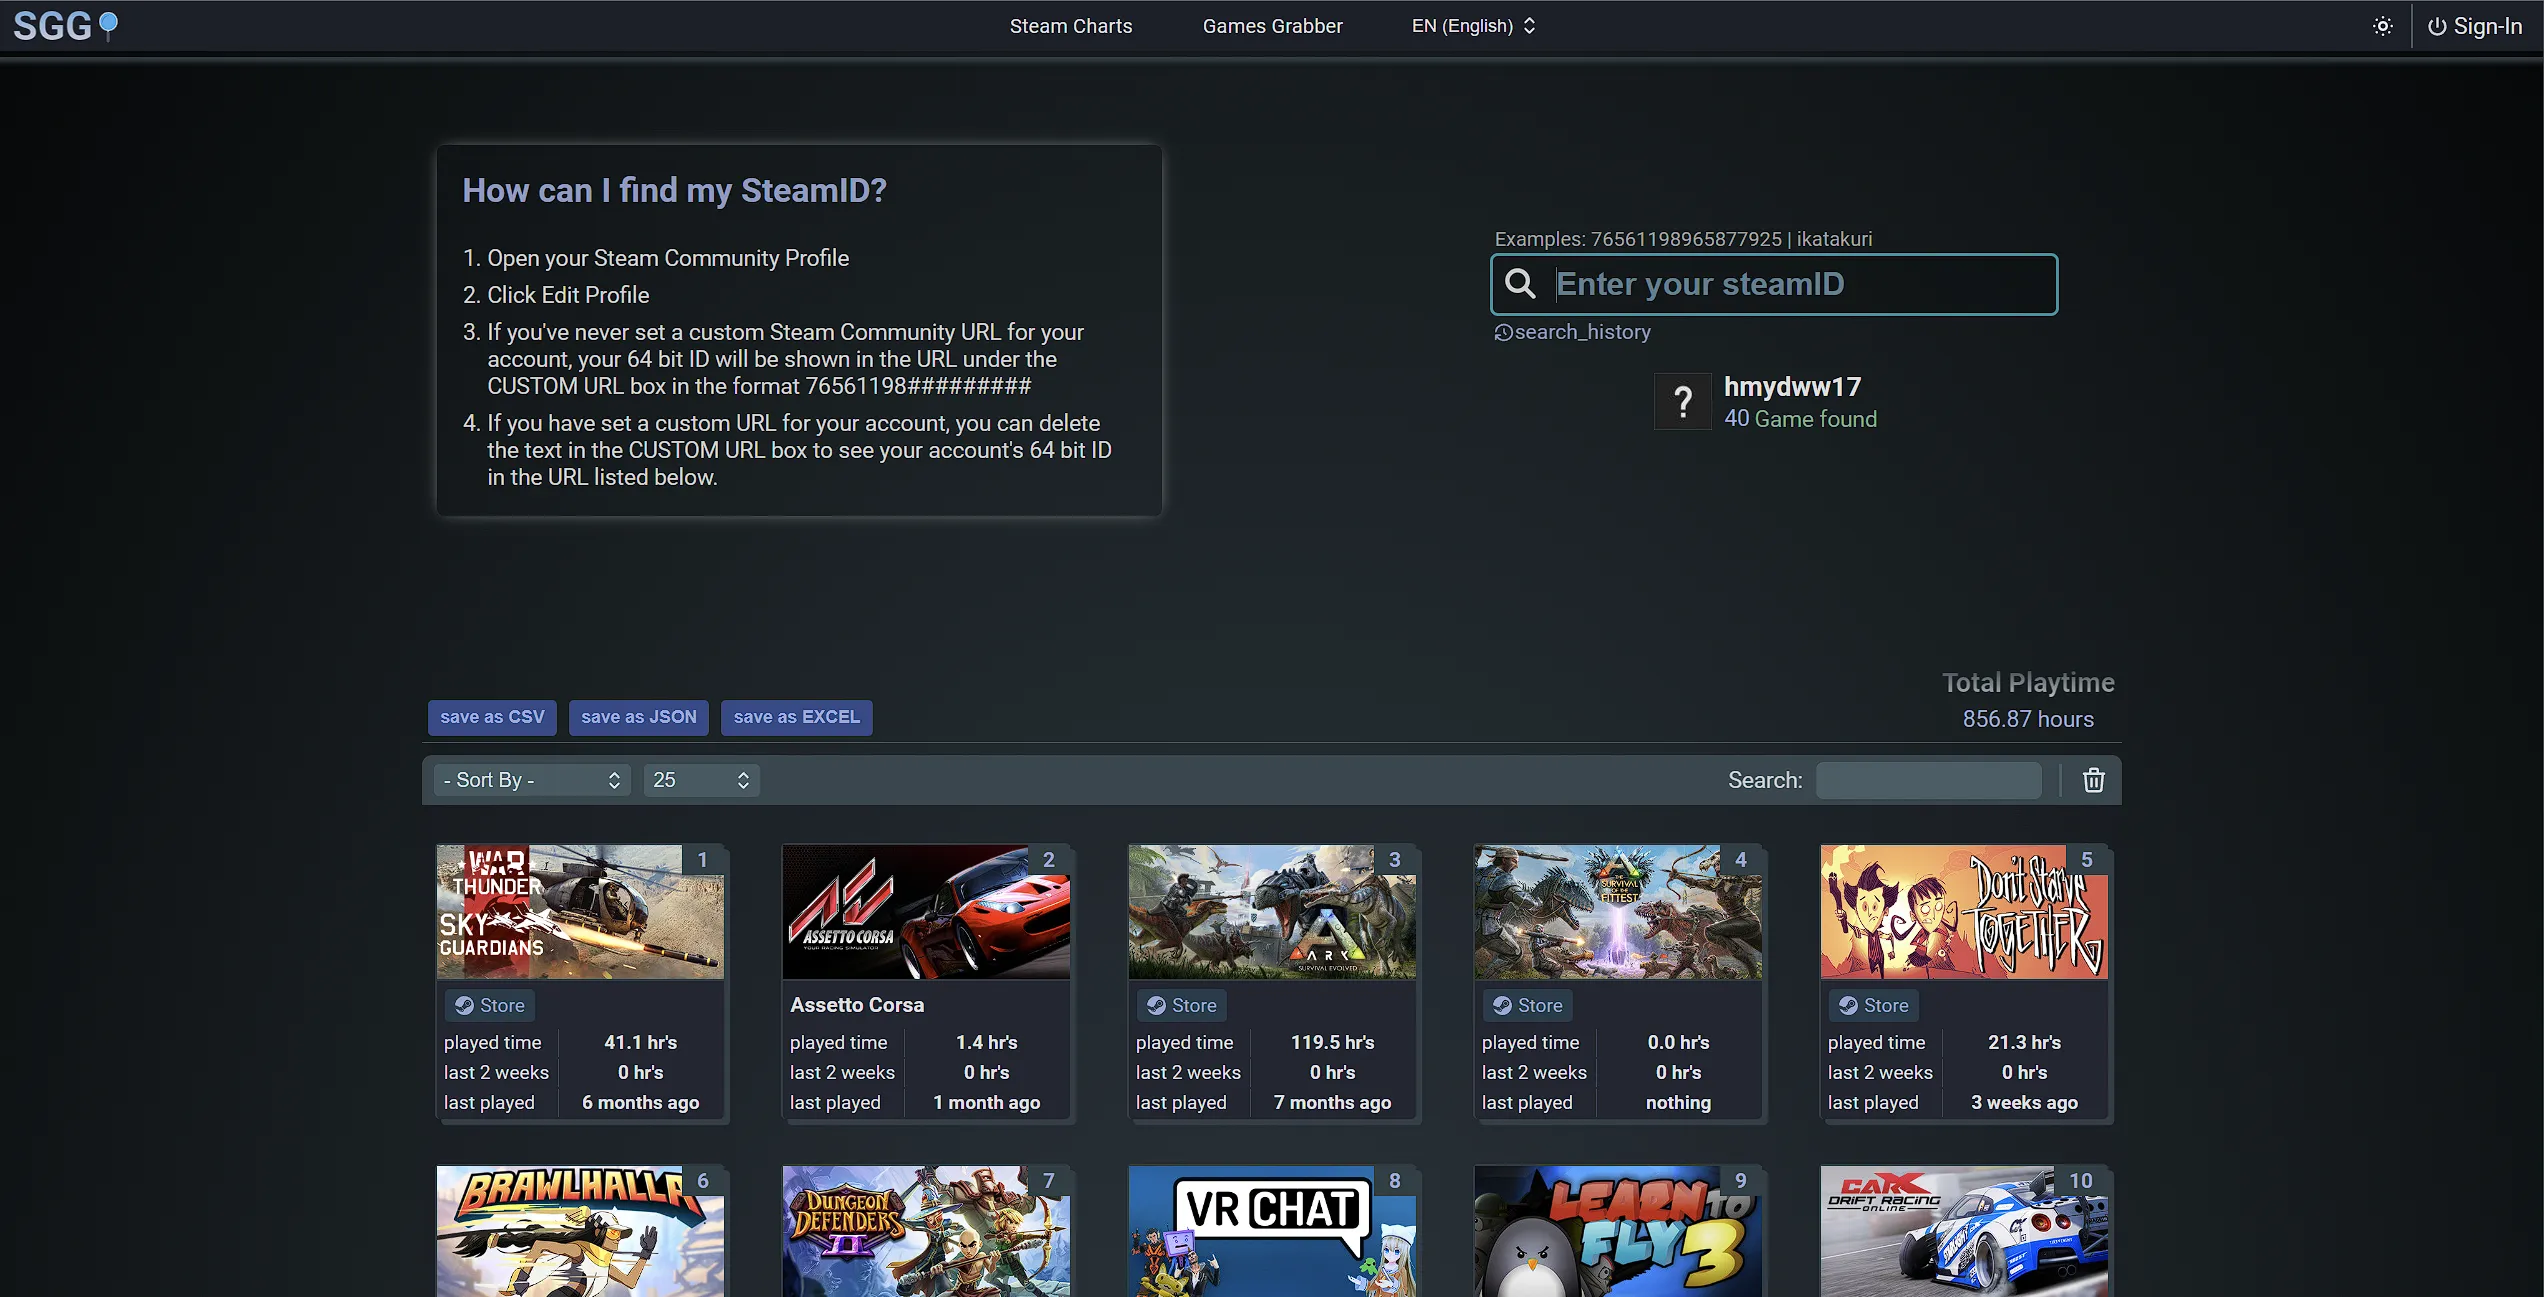 SGG
Steam Charts
Games Grabber
EN (English)
Sign-In
How can I find my SteamID?
1. Open your Steam Community Profile
2. Click Edit Profile
3. If you've never set a custom Steam Community URL for your
account, your 64 bit ID will be shown in the URL under the
CUSTOM URL box in the format 76561198#########
4. If you have set a custom URL for your account, you can delete
the text in the CUSTOM URL box to see your account's 64 bit ID
in the URL listed below.
Examples: 76561198965877925 | ikatakuri
Enter your steamID
search_history
?
hmydww17
40 Game found
save as CSV
save as JSON
save as EXCEL
Total Playtime
856.87 hours
- Sort By -
25
Search:
1
WAR
THUNDER
SKY
GUARDIANS
Store
played time 41.1 hr's
last 2 weeks 0 hr's
last played 6 months ago
2
ASSETTO CORSA
YOUR RACING SIMULATOR
Assetto Corsa
played time 1.4 hr's
last 2 weeks 0 hr's
last played 1 month ago
3
ARK
SURVIVAL EVOLVED
Store
played time 119.5 hr's
last 2 weeks 0 hr's
last played 7 months ago
4
THE
SURVIVAL
OF THE
FITTEST
Store
played time 0.0 hr's
last 2 weeks 0 hr's
last played nothing
5
Don't Starve
TOGETHER
Store
played time 21.3 hr's
last 2 weeks 0 hr's
last played 3 weeks ago
6
BRAWLHALLA
7
DUNGEON
DEFENDERS
II
8
VR CHAT
9
LEARN TO
FLY 3
10
CARX
DRIFT RACING
ONLINE